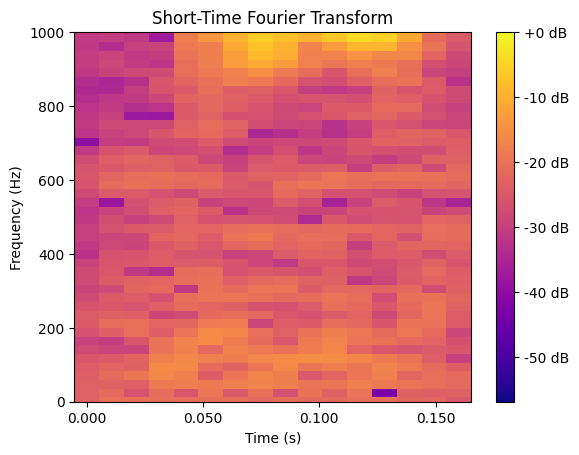 Short-Time Fourier Transform
1000
800
600
400
200
0
Frequency (Hz)
0.000
0.050
0.100
0.150
Time (s)
+0 dB
-10 dB
-20 dB
-30 dB
-40 dB
-50 dB